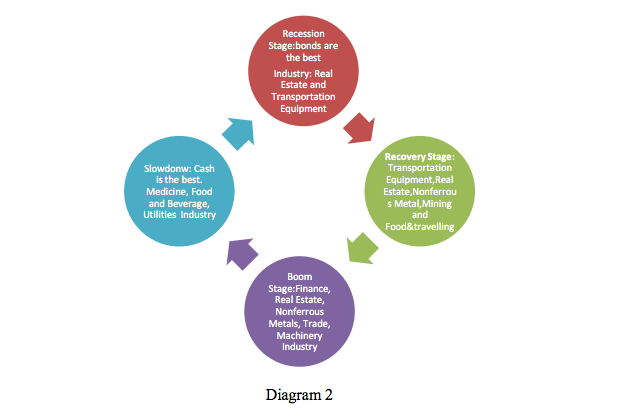 Recession
Stage:bonds are
the best
Industry: Real
Estate and
Transportation
Equipment
Recovery Stage:
Transportation
Equipment,Real
Estate,Nonferrou
s Metal,Mining
and
Food&travelling
Boom
Stage:Finance,
Real Estate,
Nonferrous
Metals, Trade,
Machinery
Industry
Slowdonw: Cash
is the best.
Medicine, Food
and Beverage,
Utilities Industry
Diagram 2